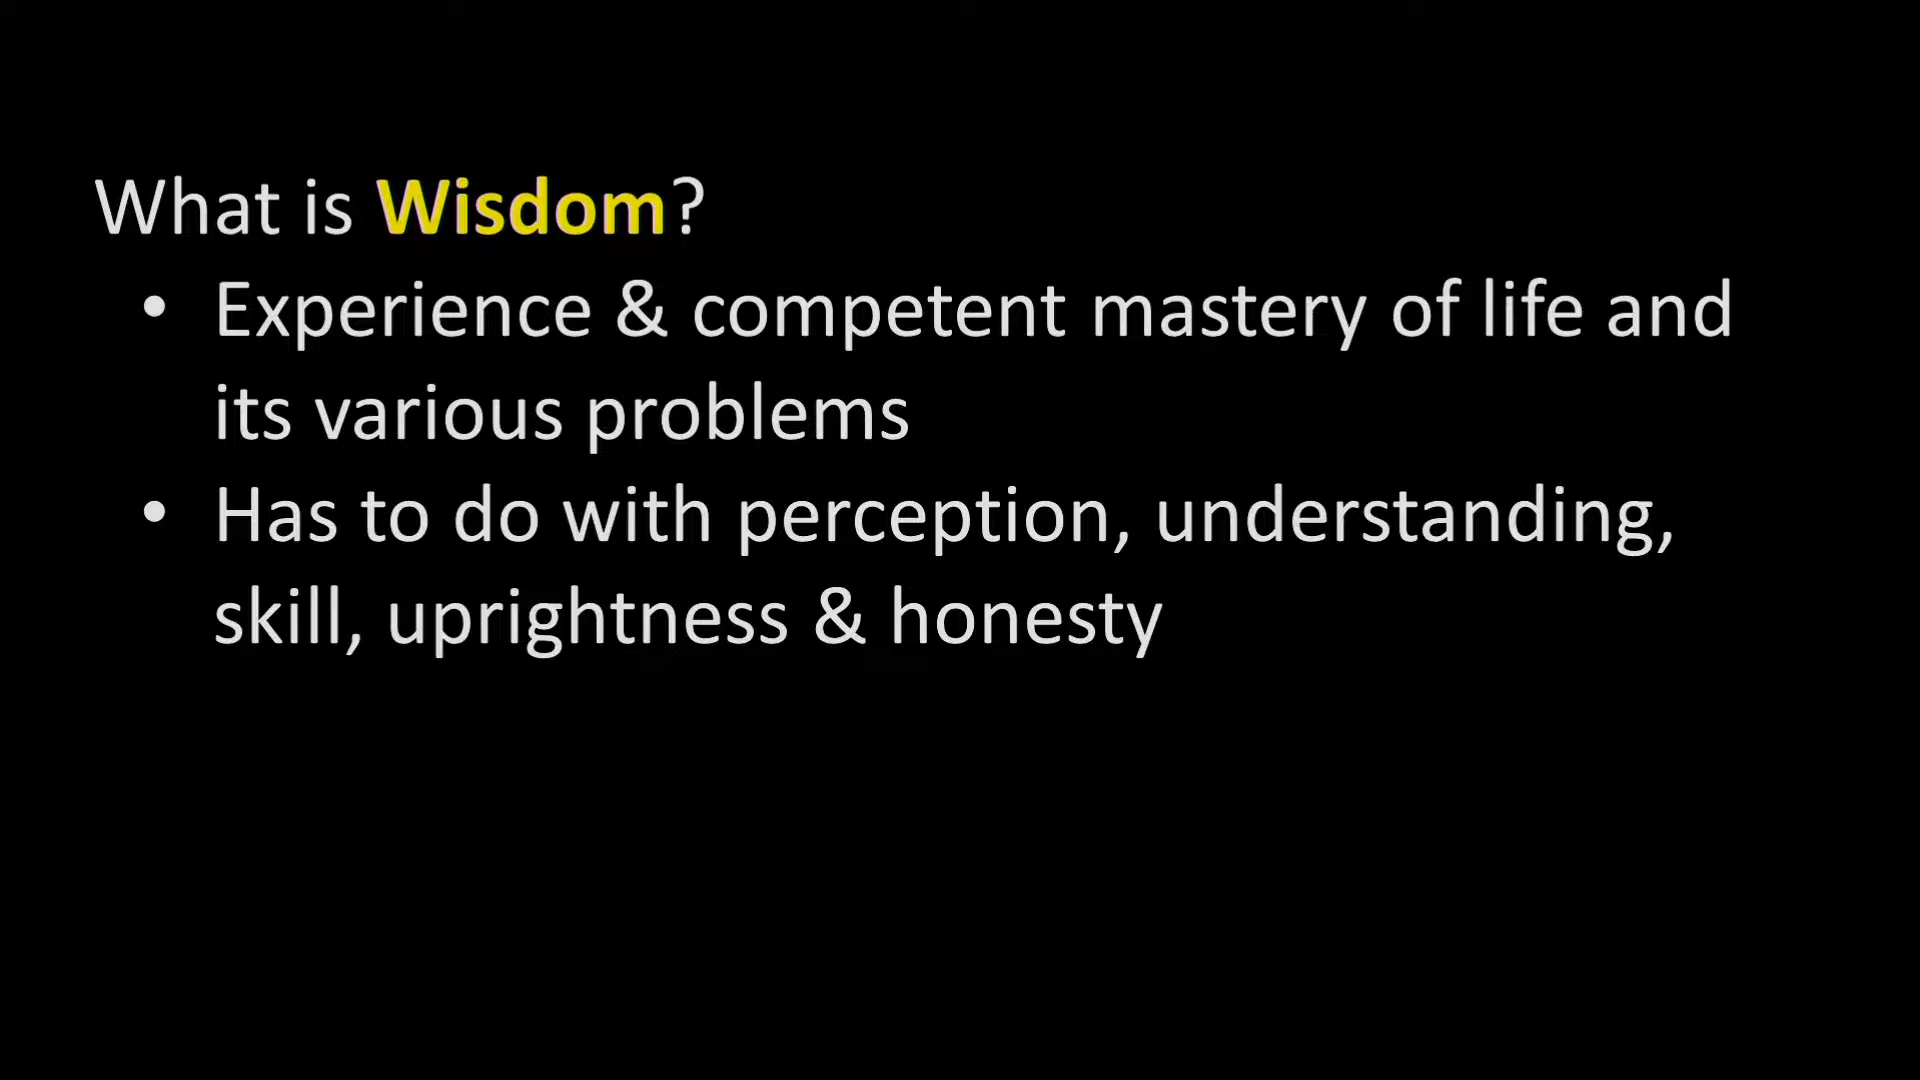 What is Wisdom?
• Experience & competent mastery of life and
its various problems
• Has to do with perception, understanding,
skill, uprightness & honesty